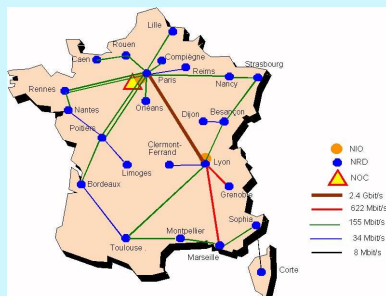 Lille
Rouen
Compiègne
Caen
Reims
Strasbourg
Paris
Rennes
Nancy
Orléans
Nantes
Dijon
Besançon
Poitiers
Clermont-
Ferrand
NIO
Lyon
NRD
Limoges
NOC
Grenoble
Bordeaux
2.4 Gbit/s
Sophia
622 Mbit/s
Montpellier
155 Mbit/s
Toulouse
34 Mbit/s
Marseille
8 Mbit/s
Corte